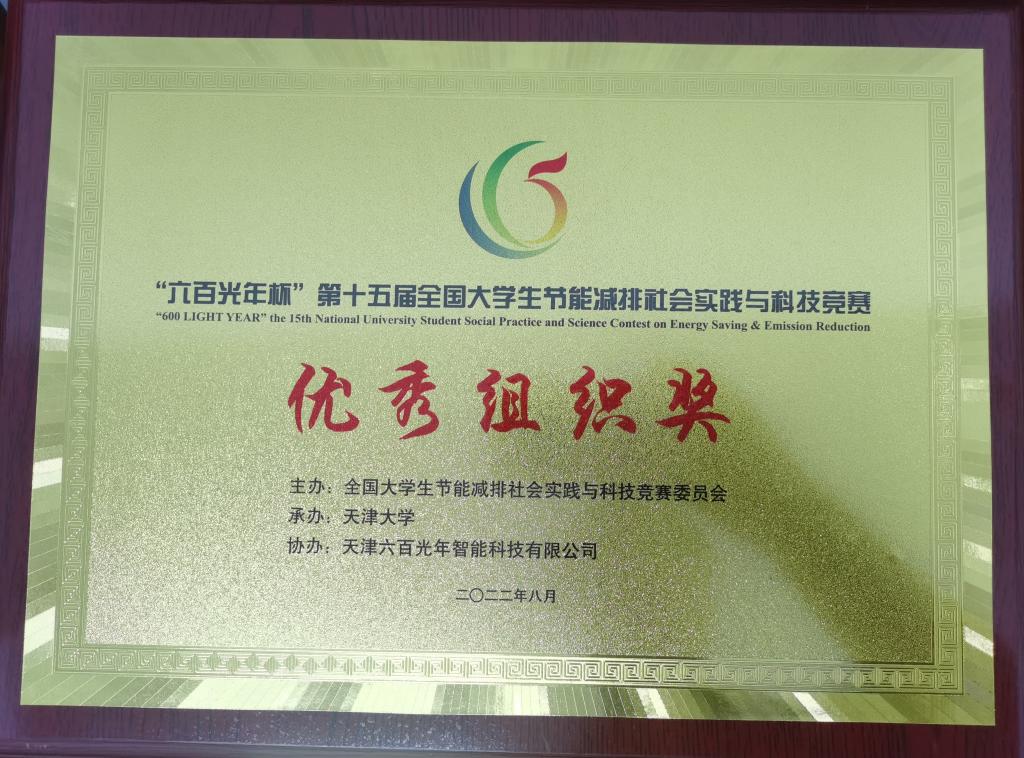 “六百光年杯”第十五届全国大学生节能减排社会实践与科技竞赛
“600 LIGHT YEAR” the 15th National University Student Social Practice and Science Contest on Energy Saving & Emission Reduction
优秀组织奖
主办：全国大学生节能减排社会实践与科技竞赛委员会
承办：天津大学
协办：天津六百光年智能科技有限公司
二〇二二年八月